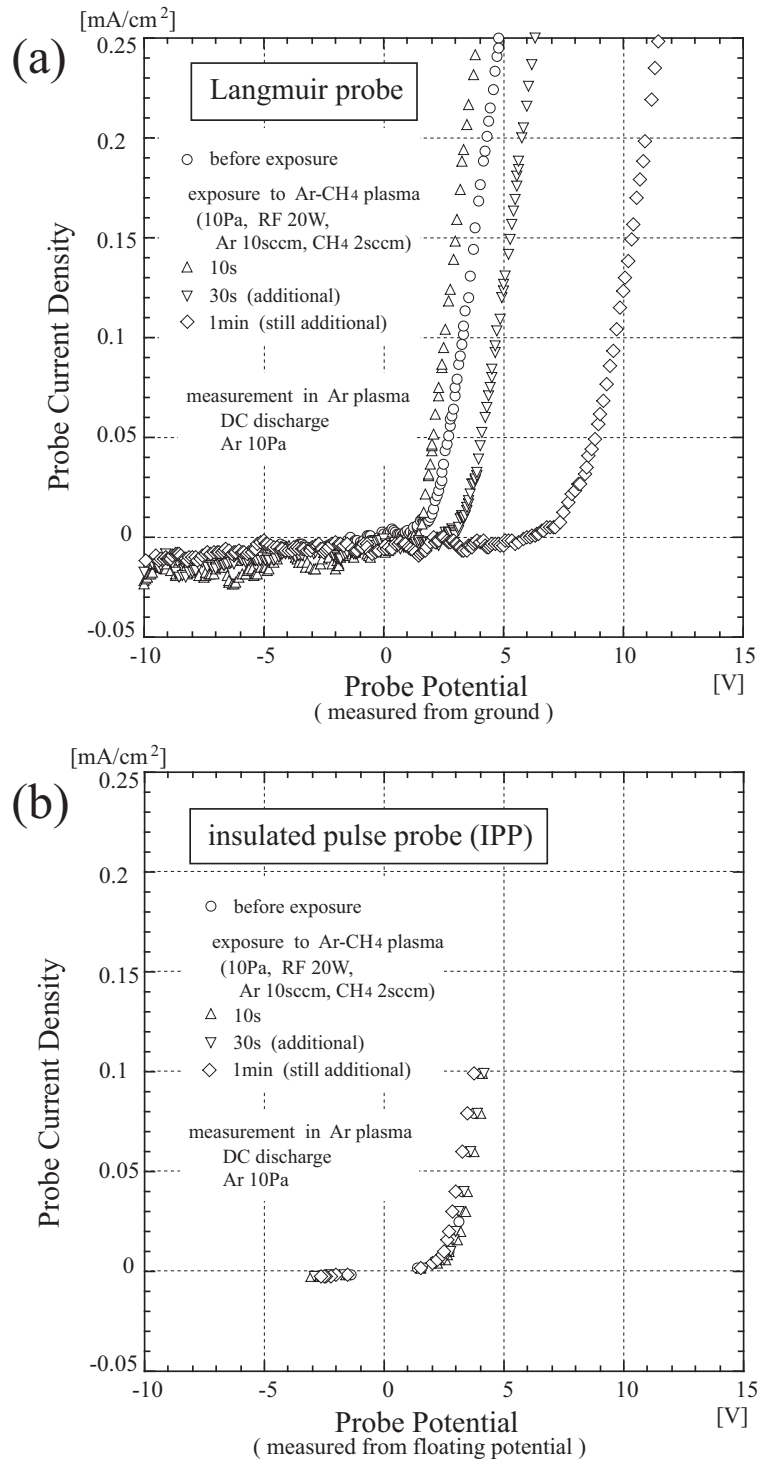 [mA/cm2]
(a)
0.25
Langmuir probe
0.2
before exposure
exposure to Ar-CH4 plasma
(10Pa, RF 20W,
Ar 10sccm, CH4 2sccm)
0.15
10s
30s (additional)
1min (still additional)
0.1
measurement in Ar plasma
DC discharge
Ar 10Pa
0.05
0
-0.05
Probe Current Density
-10 -5 0 5 10 15
Probe Potential [V]
( measured from ground )
[mA/cm2]
(b)
0.25
insulated pulse probe (IPP)
0.2
before exposure
exposure to Ar-CH4 plasma
(10Pa, RF 20W,
Ar 10sccm, CH4 2sccm)
0.15
10s
30s (additional)
1min (still additional)
0.1
measurement in Ar plasma
DC discharge
Ar 10Pa
0.05
0
-0.05
Probe Current Density
-10 -5 0 5 10 15
Probe Potential [V]
( measured from floating potential )